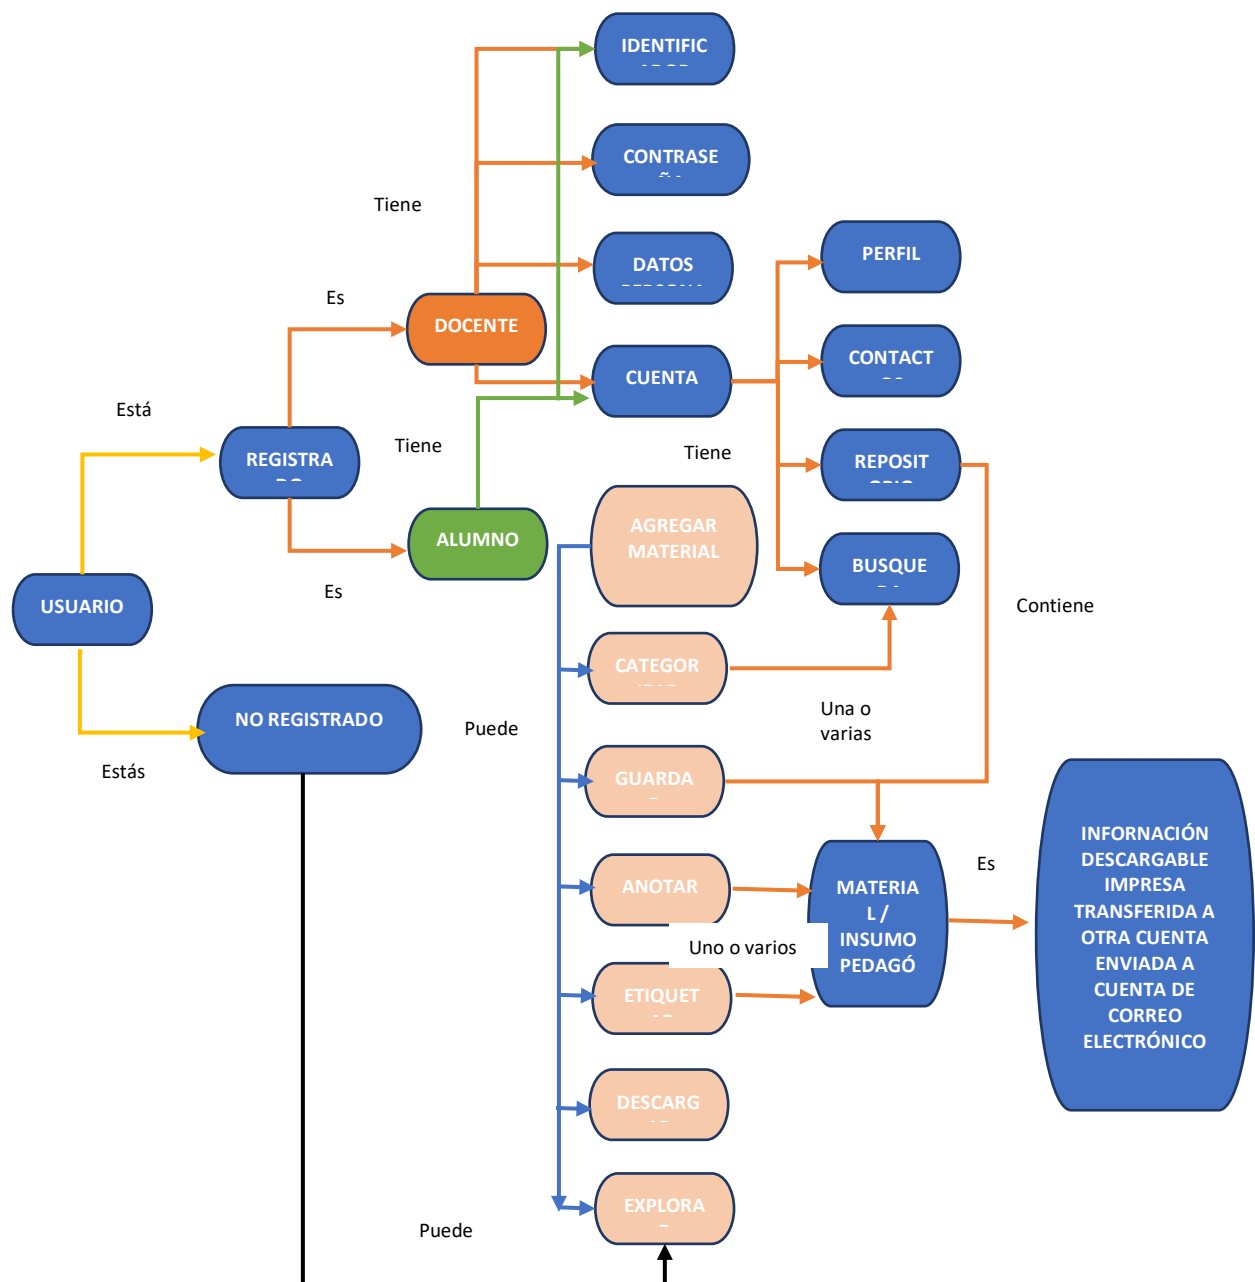 IDENTIFIC
CONTRASE
Tiene
DATOS
PERFIL
Es
DOCENTE
CUENTA
CONTACT
Está
Tiene
Tiene
REGISTRA
REPOSIT
AGREGAR
MATERIAL
ALUMNO
BUSQUE
Es
USUARIO
Contiene
CATEGOR
NO REGISTRADO
Una o
varias
Puede
Estás
GUARDA
INFORNACIÓN
DESCARGABLE
IMPRESA
TRANSFERIDA A
OTRA CUENTA
ENVIADA A
CUENTA DE
CORREO
ELECTRÓNICO
Es
ANOTAR
MATERIA
L /
INSUMO
PEDAGÓ
Uno o varios
ETIQUET
DESCARG
EXPLORA
Puede